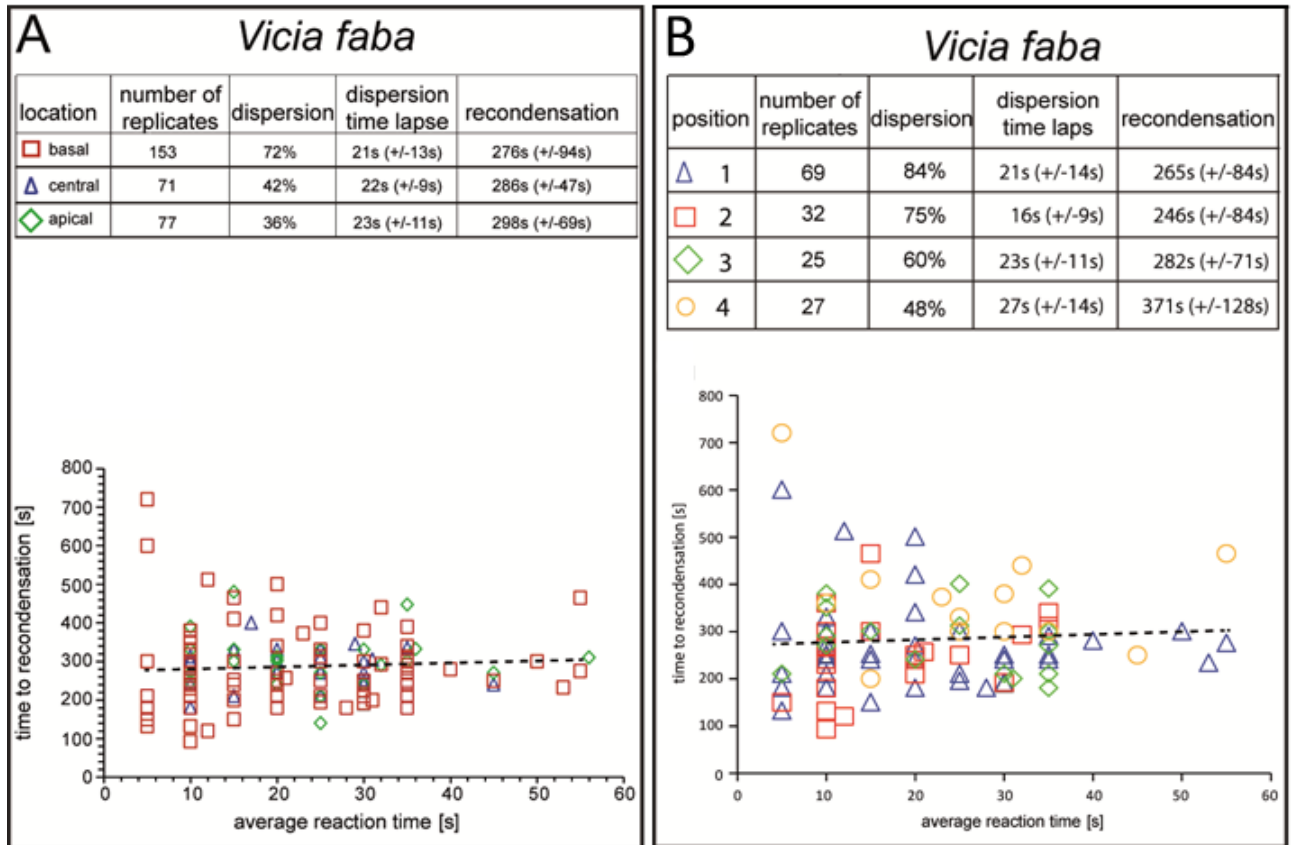 A
Vicia faba
location number of replicates dispersion dispersion time lapse recondensation
basal 153 72% 21s (+/-13s) 276s (+/-94s)
central 71 42% 22s (+/-9s) 286s (+/-47s)
apical 77 36% 23s (+/-11s) 298s (+/-69s)
time to recondensation [s]
800
700
600
500
400
300
200
100
0
0 10 20 30 40 50 60
average reaction time [s]
B
Vicia faba
position number of replicates dispersion dispersion time laps recondensation
1 69 84% 21s (+/-14s) 265s (+/-84s)
2 32 75% 16s (+/-9s) 246s (+/-84s)
3 25 60% 23s (+/-11s) 282s (+/-71s)
4 27 48% 27s (+/-14s) 371s (+/-128s)
time to recondensation [s]
800
700
600
500
400
300
200
100
0
0 10 20 30 40 50 60
average reaction time [s]